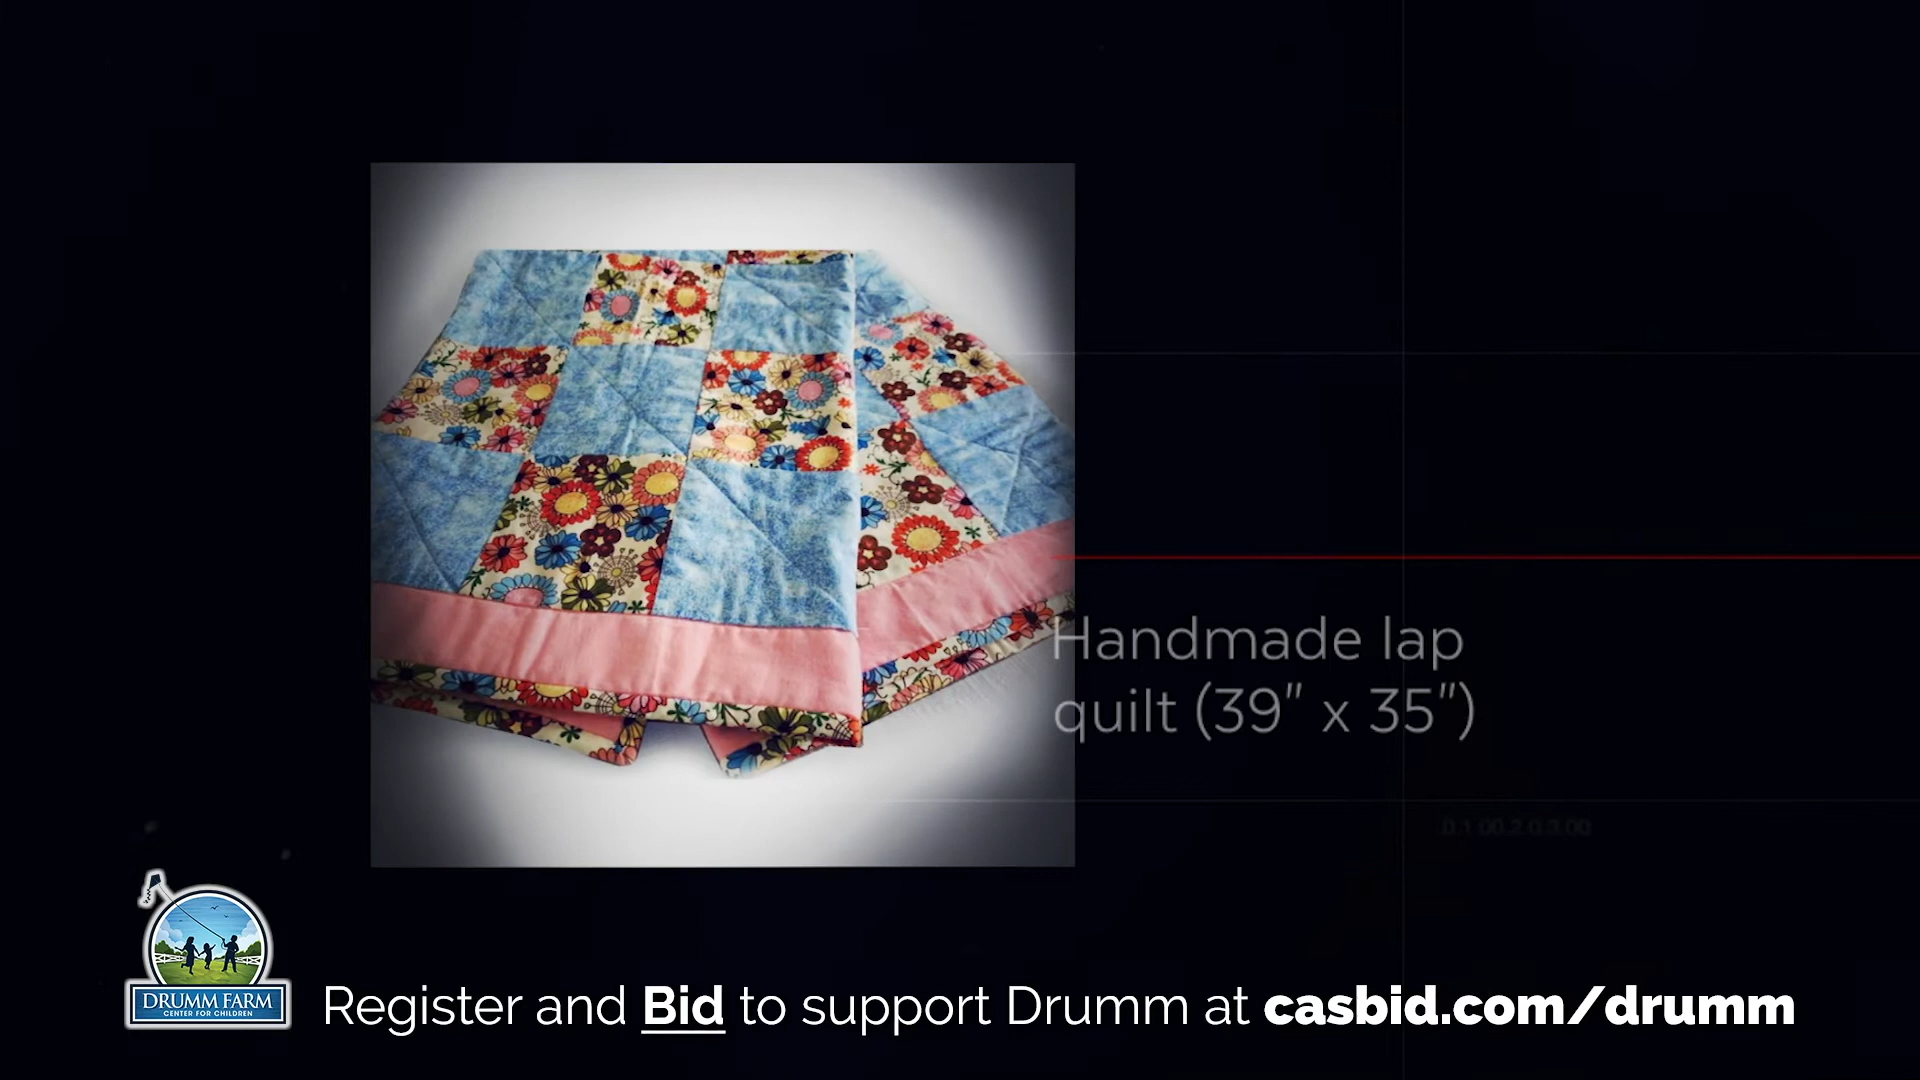 Handmade lap
quilt (39" x 35")
DRUMM FARM
CENTER FOR CHILDREN
Register and Bid to support Drumm at casbid.com/drumm